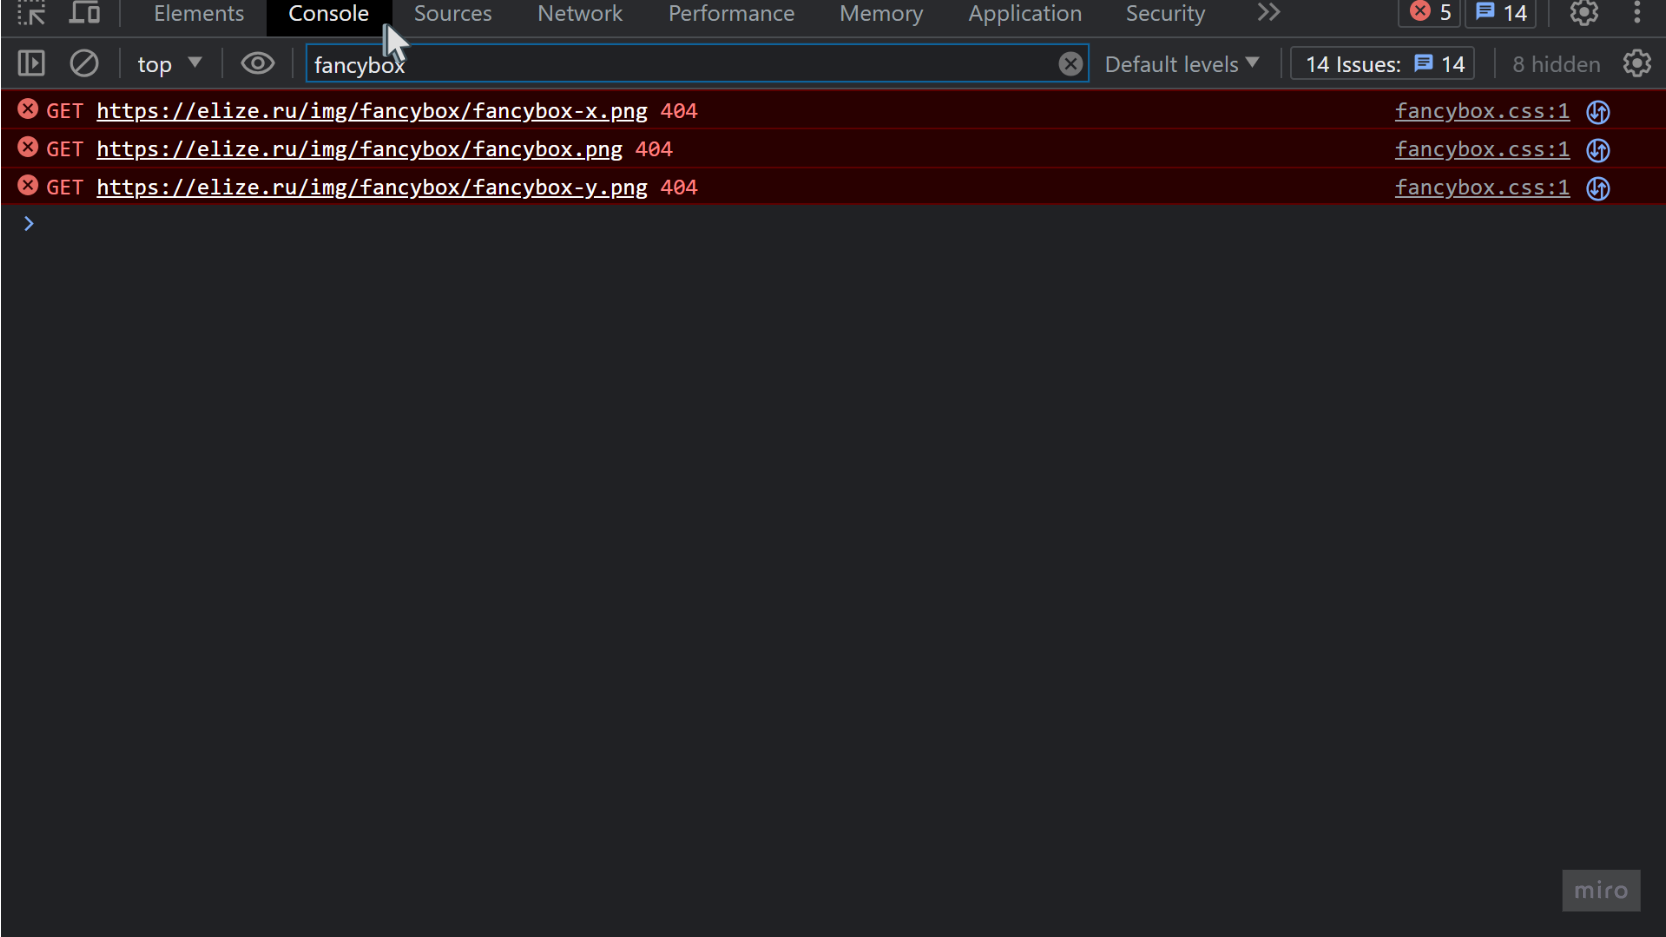 Elements Console Sources Network Performance Memory Application Security 5 14
top fancybox Default levels 14 Issues: 14 8 hidden
GET https://elize.ru/img/fancybox/fancybox-x.png 404 fancybox.css:1
GET https://elize.ru/img/fancybox/fancybox.png 404 fancybox.css:1
GET https://elize.ru/img/fancybox/fancybox-y.png 404 fancybox.css:1
miro